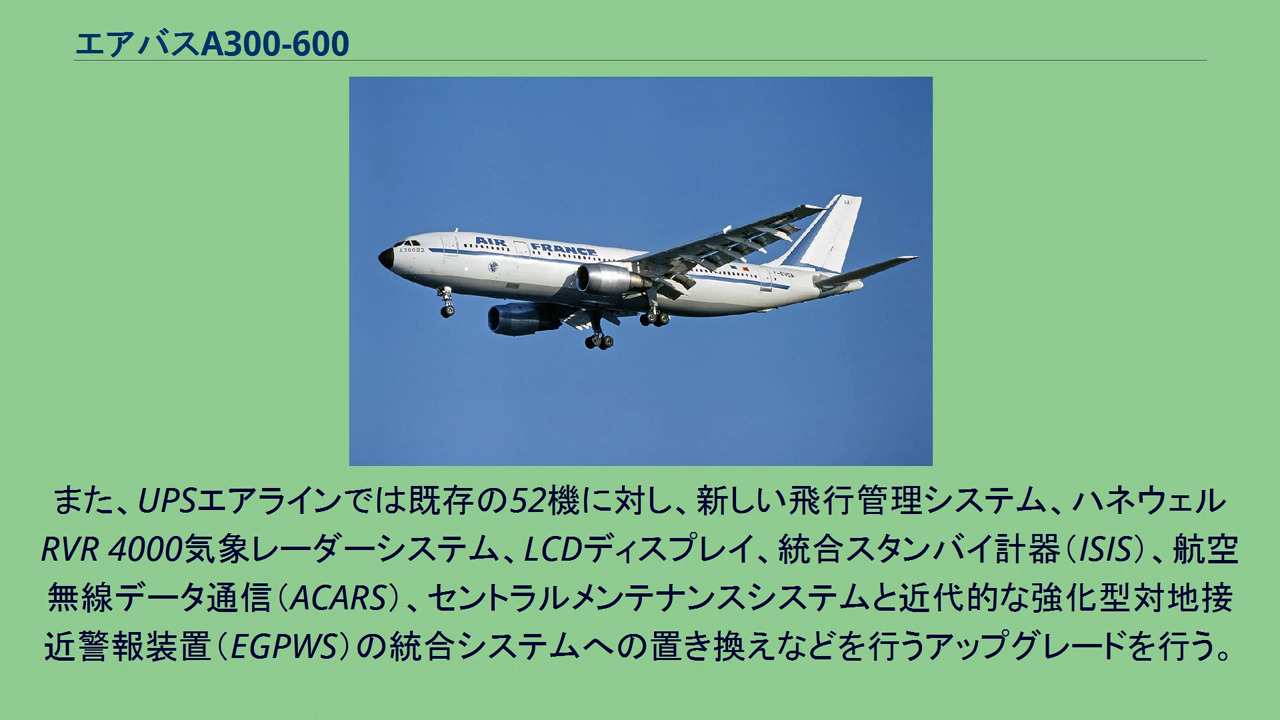 エアバスA300-600
AIR FRANCE
また、UPSエアラインでは既存の52機に対し、新しい飛行管理システム、ハネウェル
RVR 4000気象レーダーシステム、LCDディスプレイ、統合スタンバイ計器（ISIS）、航空
無線データ通信（ACARS）、セントラルメンテナンスシステムと近代的な強化型対地接
近警報装置（EGPWS）の統合システムへの置き換えなどを行うアップグレードを行う。